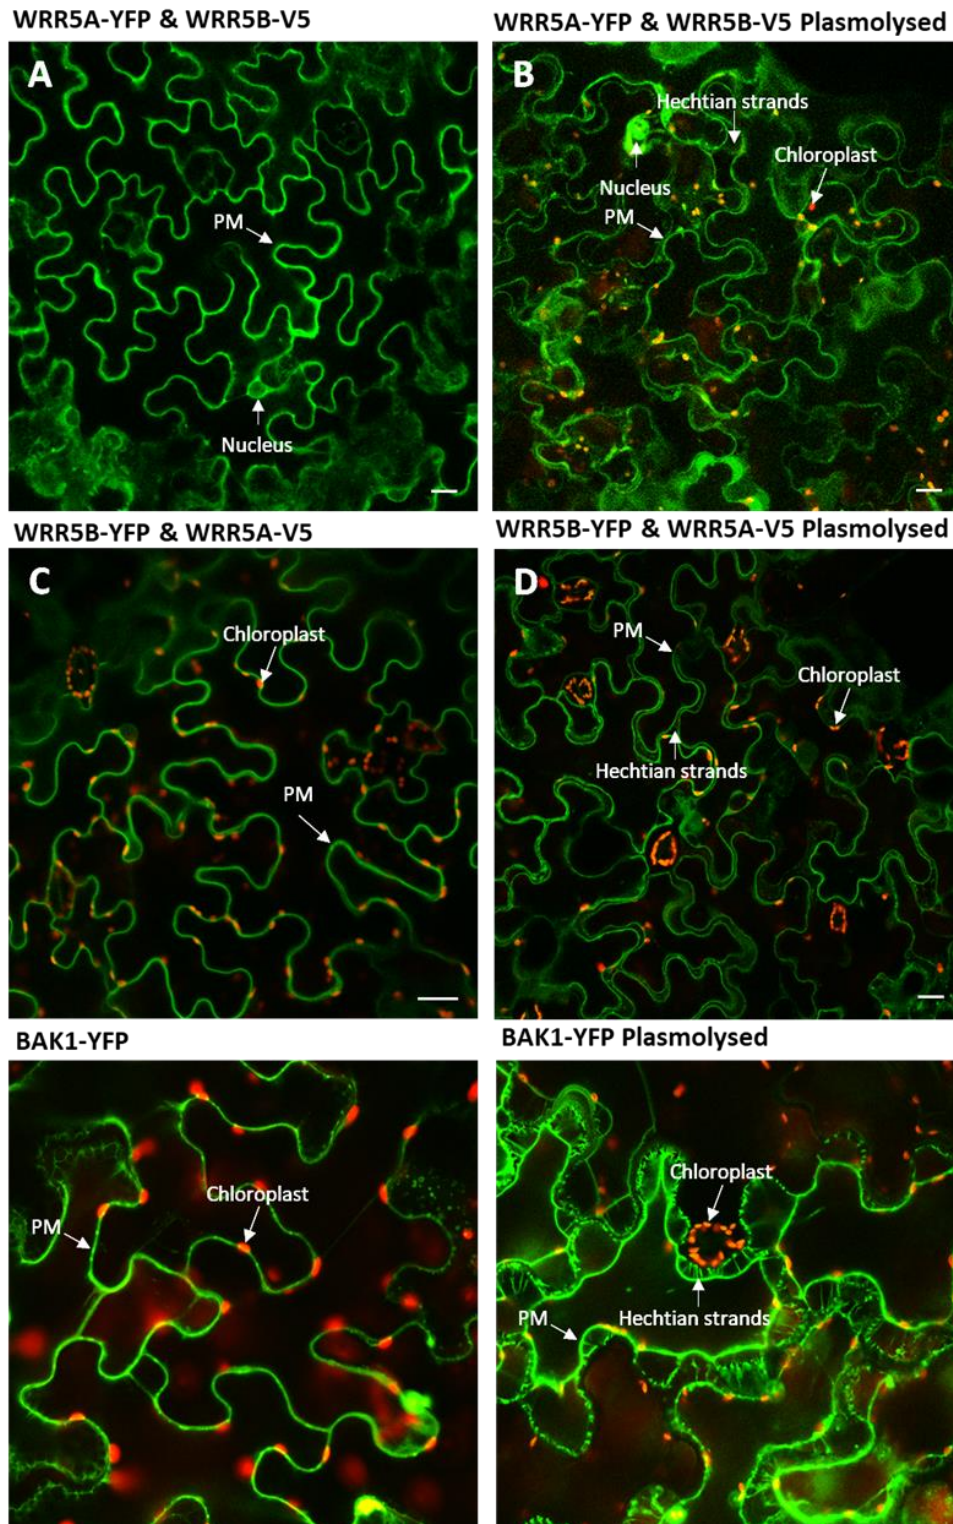 WRR5A-YFP & WRR5B-V5
WRR5A-YFP & WRR5B-V5 Plasmolysed
A
PM
Nucleus
B
Hechtian strands
Chloroplast
Nucleus
PM
WRR5B-YFP & WRR5A-V5
WRR5B-YFP & WRR5A-V5 Plasmolysed
C
Chloroplast
PM
D
PM
Chloroplast
Hechtian strands
BAK1-YFP
BAK1-YFP Plasmolysed
Chloroplast
PM
Chloroplast
Hechtian strands
PM